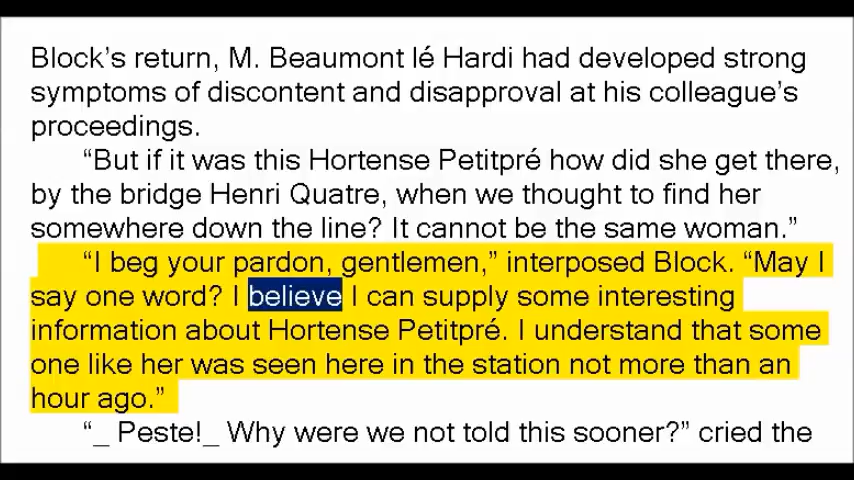 Block’s return, M. Beaumont lé Hardi had developed strong
symptoms of discontent and disapproval at his colleague’s
proceedings.
“But if it was this Hortense Petitpré how did she get there,
by the bridge Henri Quatre, when we thought to find her
somewhere down the line? It cannot be the same woman.”
“I beg your pardon, gentlemen,” interposed Block. “May I
say one word? I believe I can supply some interesting
information about Hortense Petitpré. I understand that some
one like her was seen here in the station not more than an
hour ago.”
“_ Peste!_ Why were we not told this sooner?” cried the